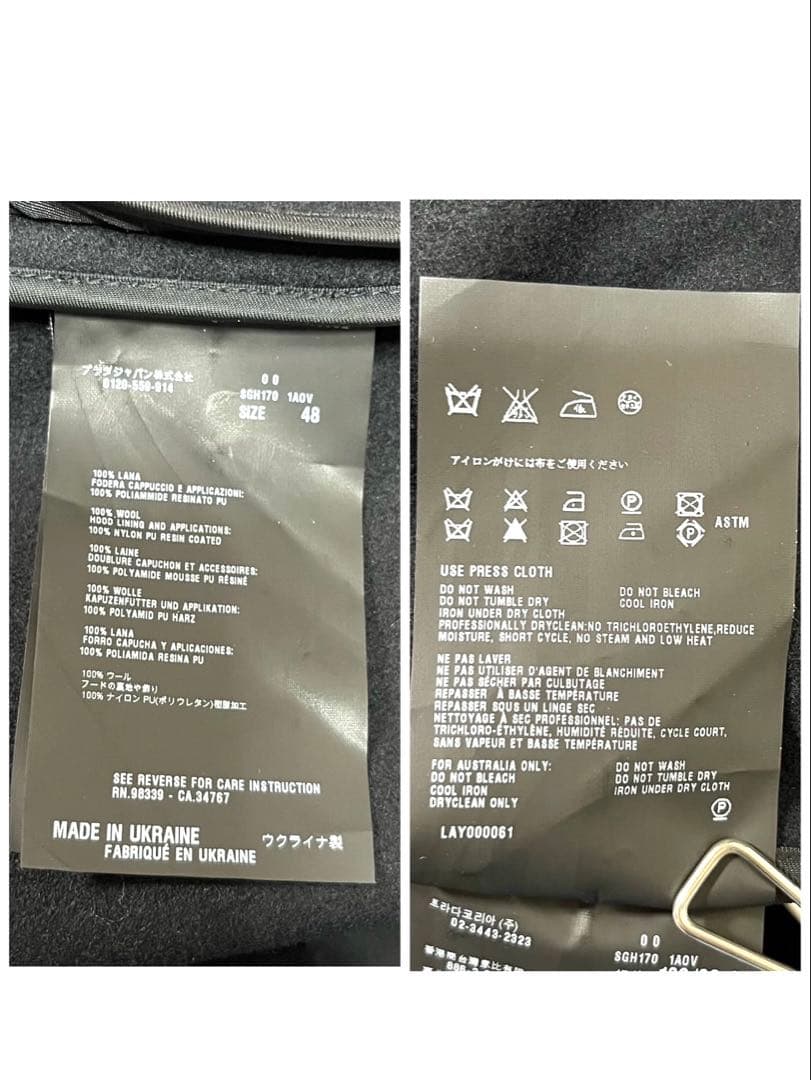 プラダジャパン株式会社
0120-559-914
0 0
SGH170 1AOV
SIZE 48
100% LANA
FODERA CAPPUCCIO E APPLICAZIONI:
100% POLIAMMIDE RESINATO PU
100% WOOL
HOOD LINING AND APPLICATIONS:
100% NYLON PU RESIN COATED
100% LAINE
DOUBLURE CAPUCHON ET ACCESSOIRES:
100% POLYAMIDE MOUSSE PU RÉSINÉ
100% WOLLE
KAPUZENFUTTER UND APPLIKATION:
100% POLYAMID PU HARZ
100% LANA
FORRO CAPUCHA Y APLICACIONES:
100% POLIAMIDA RESINA PU
100% ウール
フードの裏地や飾り
100% ナイロン PU(ポリウレタン)樹脂加工
SEE REVERSE FOR CARE INSTRUCTION
RN.98339 - CA.34767
MADE IN UKRAINE
FABRIQUÉ EN UKRAINE
ウクライナ製
アイロンがけには布をご使用ください
ASTM
USE PRESS CLOTH
DO NOT WASH DO NOT BLEACH
DO NOT TUMBLE DRY COOL IRON
IRON UNDER DRY CLOTH
PROFESSIONALLY DRYCLEAN:NO TRICHLOROETHYLENE,REDUCE
MOISTURE, SHORT CYCLE, NO STEAM AND LOW HEAT
NE PAS LAVER
NE PAS UTILISER D'AGENT DE BLANCHIMENT
NE PAS SÉCHER PAR CULBUTAGE
REPASSER À BASSE TEMPÉRATURE
REPASSER SOUS UN LINGE SEC
NETTOYAGE À SEC PROFESSIONNEL: PAS DE
TRICHLORO-ÉTHYLÈNE, HUMIDITÉ RÉDUITE, CYCLE COURT,
SANS VAPEUR ET BASSE TEMPÉRATURE
FOR AUSTRALIA ONLY: DO NOT WASH
DO NOT BLEACH DO NOT TUMBLE DRY
COOL IRON IRON UNDER DRY CLOTH
DRYCLEAN ONLY
LAY000061
프라다코리아 (주)
02-3443-2323
0 0
SGH170 1AOV